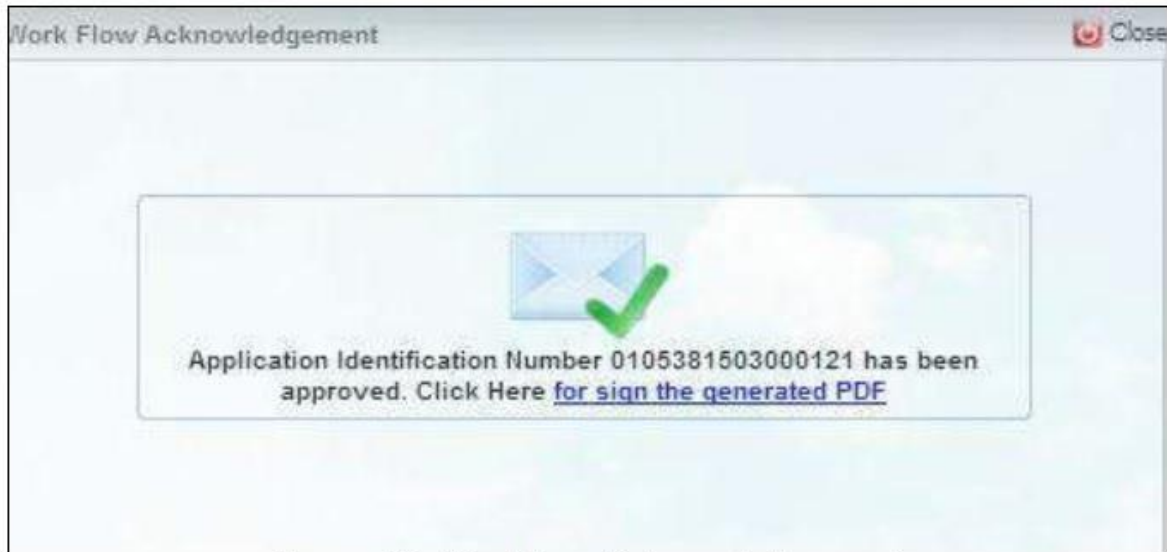 Work Flow Acknowledgement
Close
Application Identification Number 0105381503000121 has been
approved. Click Here for sign the generated PDF